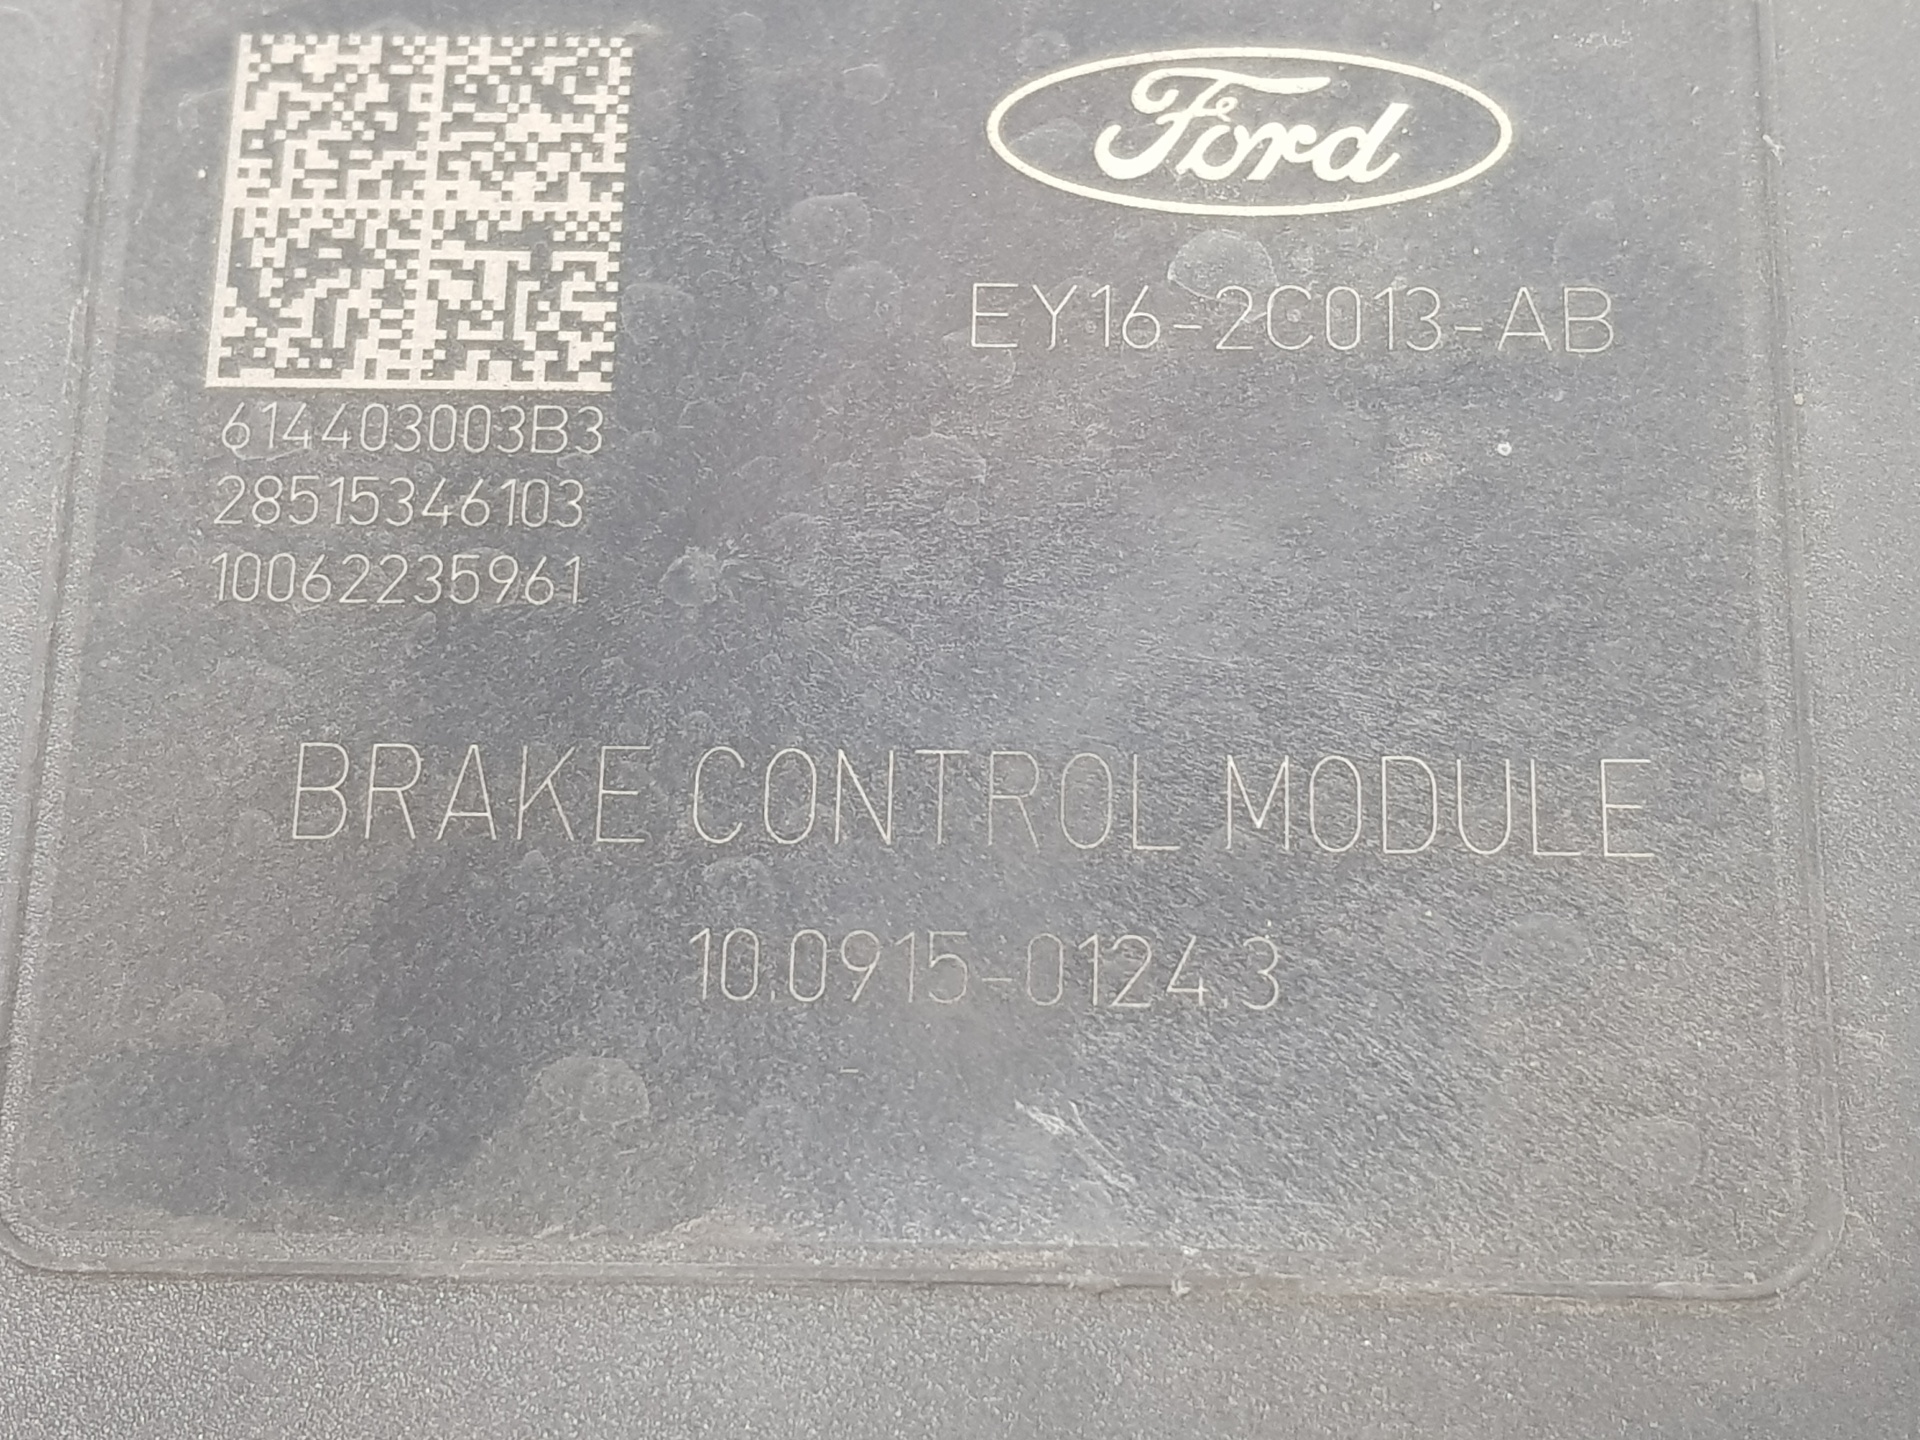 Ford
EY16-2C013-AB
614403003B3
28515346103
10062235961
BRAKE CONTROL MODULE
10.0915-0124.3